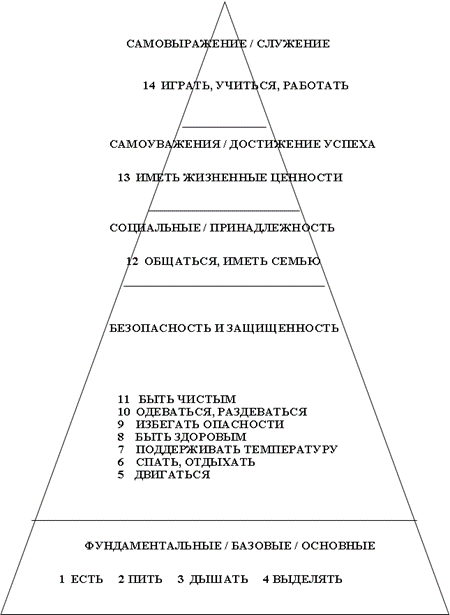 САМОВЫРАЖЕНИЕ / СЛУЖЕНИЕ
14 ИГРАТЬ, УЧИТЬСЯ, РАБОТАТЬ
САМОУВАЖЕНИЯ / ДОСТИЖЕНИЕ УСПЕХА
13 ИМЕТЬ ЖИЗНЕННЫЕ ЦЕННОСТИ
СОЦИАЛЬНЫЕ / ПРИНАДЛЕЖНОСТЬ
12 ОБЩАТЬСЯ, ИМЕТЬ СЕМЬЮ
БЕЗОПАСНОСТЬ И ЗАЩИЩЕННОСТЬ
11 БЫТЬ ЧИСТЫМ
10 ОДЕВАТЬСЯ, РАЗДЕВАТЬСЯ
9 ИЗБЕГАТЬ ОПАСНОСТИ
8 БЫТЬ ЗДОРОВЫМ
7 ПОДДЕРЖИВАТЬ ТЕМПЕРАТУРУ
6 СПАТЬ, ОТДЫХАТЬ
5 ДВИГАТЬСЯ
ФУНДАМЕНТАЛЬНЫЕ / БАЗОВЫЕ / ОСНОВНЫЕ
1 ЕСТЬ 2 ПИТЬ 3 ДЫШАТЬ 4 ВЫДЕЛЯТЬ